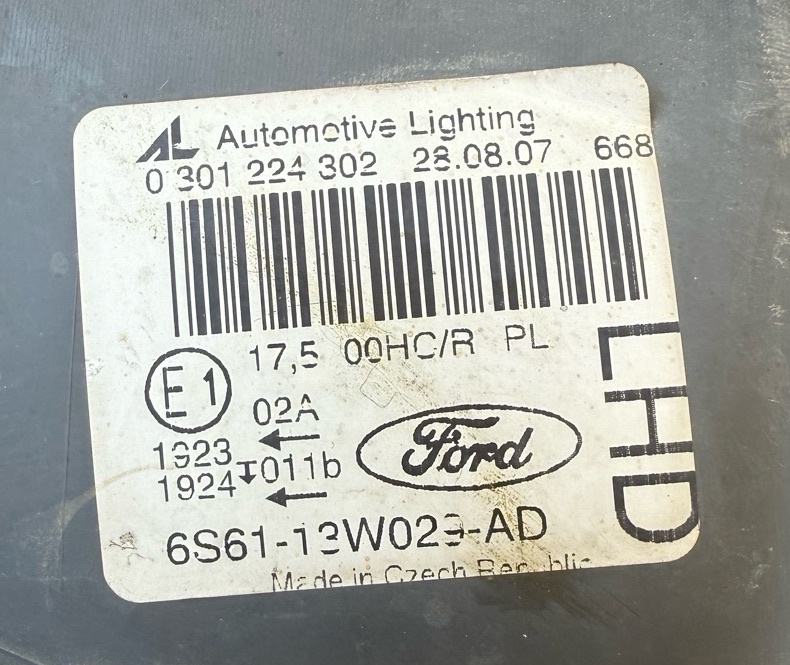 AL Automotive Lighting
0 301 224 302 28.08.07 668
17,5 00HC/R PL
E1
02A
1923
1924 011b
LHD
Ford
6S61-13W029-AD
Made in Czech Republic